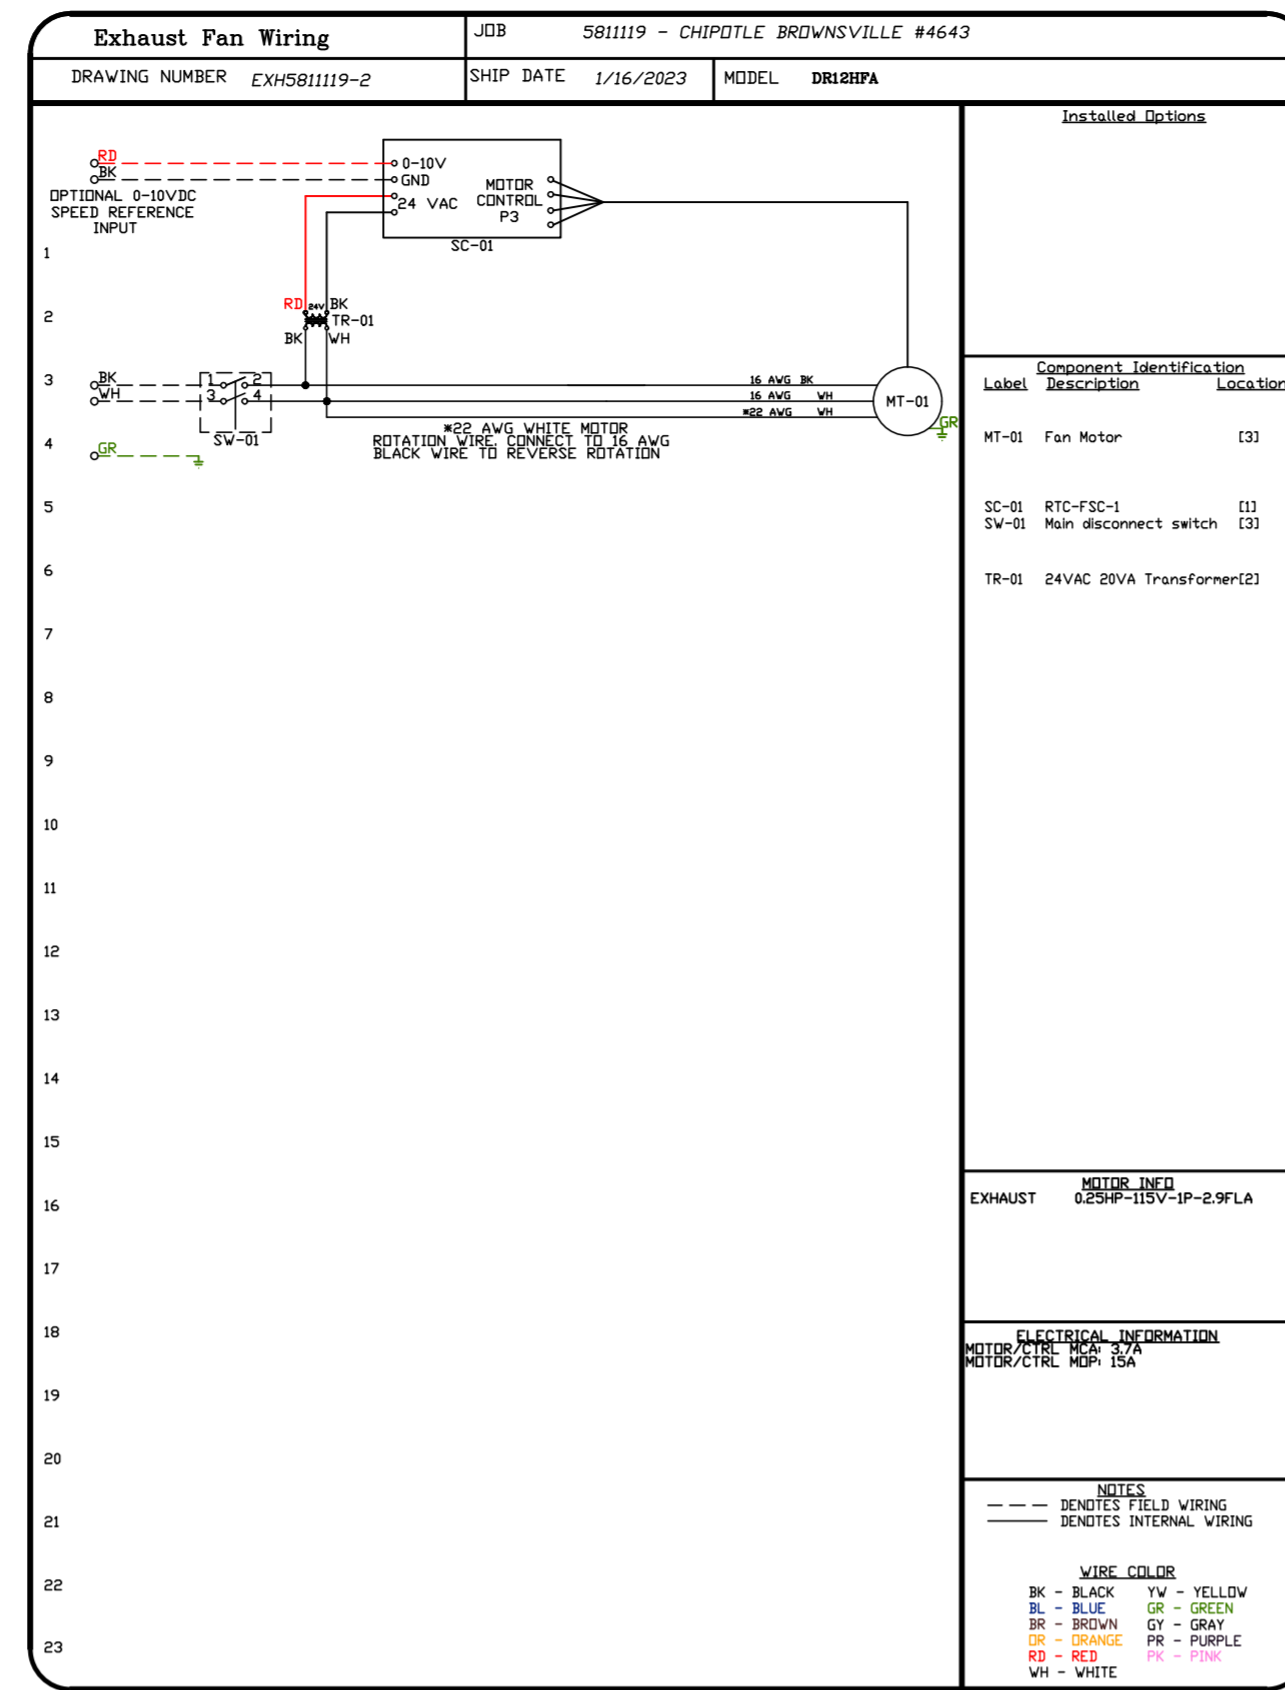 Exhaust Fan Wiring
JOB 5811119 - CHIPOTLE BROWNSVILLE #4643
DRAWING NUMBER EXH5811119-2
SHIP DATE 1/16/2023
MODEL DR12HFA
RD
BK
OPTIONAL 0-10VDC
SPEED REFERENCE
INPUT
0-10V
GND
24 VAC
MOTOR
CONTROL
P3
SC-01
RD 24V BK
TR-01
BK WH
BK
WH
1 2
3 4
SW-01
GR
16 AWG BK
16 AWG WH
*22 AWG WH
MT-01
GR
*22 AWG WHITE MOTOR
ROTATION WIRE. CONNECT TO 16 AWG
BLACK WIRE TO REVERSE ROTATION
1
2
3
4
5
6
7
8
9
10
11
12
13
14
15
16
17
18
19
20
21
22
23
Installed Options
Component Identification
Label Description Location
MT-01 Fan Motor [3]
SC-01 RTC-FSC-1 [1]
SW-01 Main disconnect switch [3]
TR-01 24VAC 20VA Transformer[2]
MOTOR INFO
EXHAUST 0.25HP-115V-1P-2.9FLA
ELECTRICAL INFORMATION
MOTOR/CTRL MCA: 3.7A
MOTOR/CTRL MOP: 15A
NOTES
DENOTES FIELD WIRING
DENOTES INTERNAL WIRING
WIRE COLOR
BK - BLACK YW - YELLOW
BL - BLUE GR - GREEN
BR - BROWN GY - GRAY
OR - ORANGE PR - PURPLE
RD - RED PK - PINK
WH - WHITE